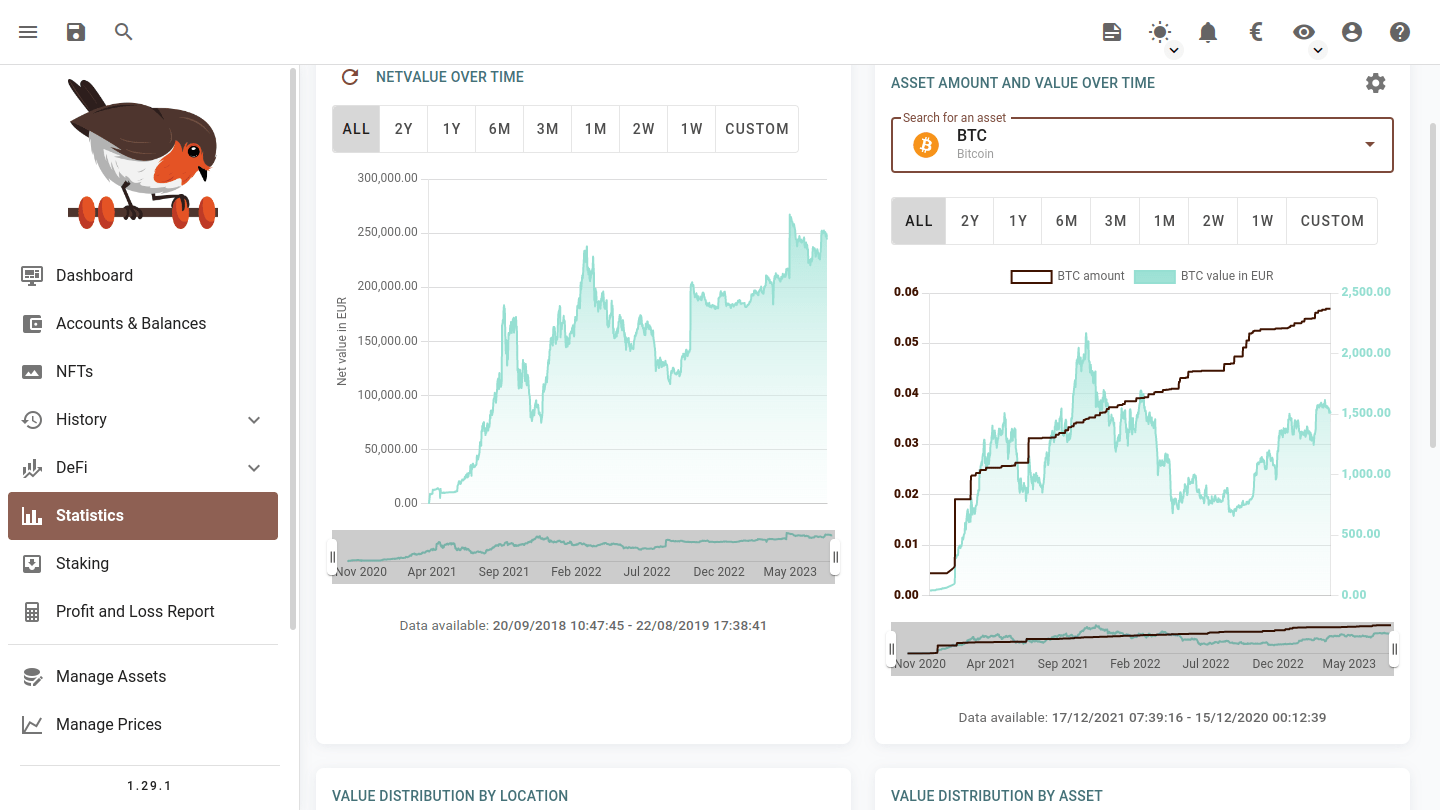 Dashboard
Accounts & Balances
NFTs
History
DeFi
Statistics
Staking
Profit and Loss Report
Manage Assets
Manage Prices
1.29.1
NETVALUE OVER TIME
ALL 2Y 1Y 6M 3M 1M 2W 1W CUSTOM
Net value in EUR
300,000.00
250,000.00
200,000.00
150,000.00
100,000.00
50,000.00
0.00
Nov 2020 Apr 2021 Sep 2021 Feb 2022 Jul 2022 Dec 2022 May 2023
Data available: 20/09/2018 10:47:45 - 22/08/2019 17:38:41
ASSET AMOUNT AND VALUE OVER TIME
Search for an asset
BTC
Bitcoin
ALL 2Y 1Y 6M 3M 1M 2W 1W CUSTOM
BTC amount BTC value in EUR
0.06 2,500.00
0.05 2,000.00
0.04 1,500.00
0.03 1,000.00
0.02 500.00
0.01 0.00
0.00
Nov 2020 Apr 2021 Sep 2021 Feb 2022 Jul 2022 Dec 2022 May 2023
Data available: 17/12/2021 07:39:16 - 15/12/2020 00:12:39
VALUE DISTRIBUTION BY LOCATION
VALUE DISTRIBUTION BY ASSET